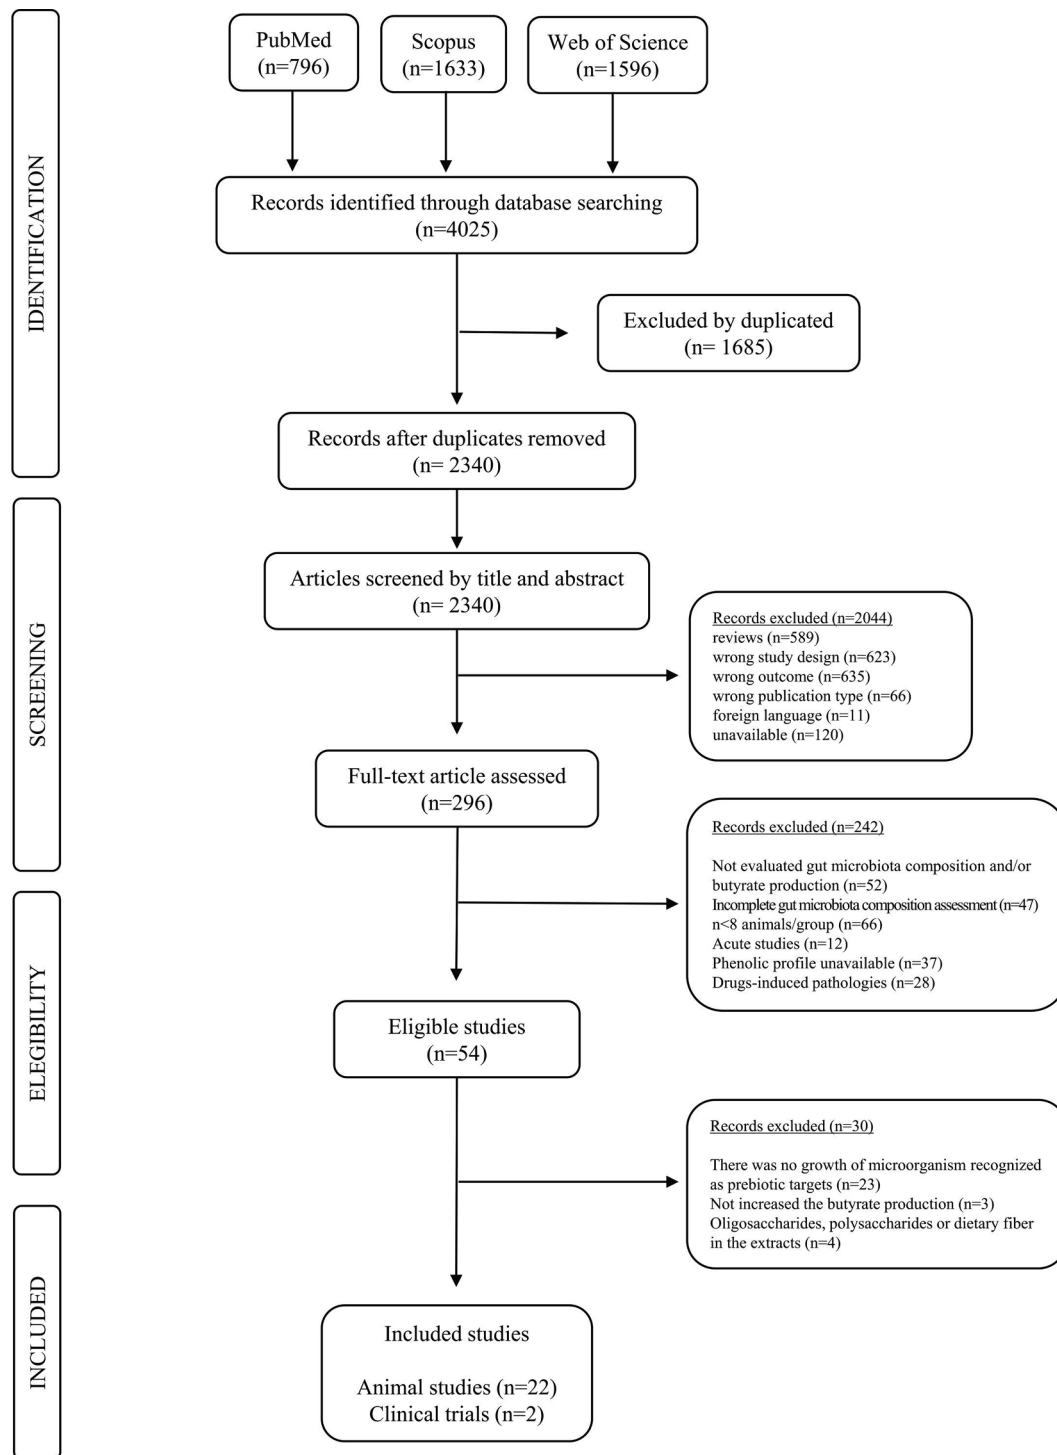 PubMed
(n=796)
Scopus
(n=1633)
Web of Science
(n=1596)
IDENTIFICATION
Records identified through database searching
(n=4025)
Excluded by duplicated
(n= 1685)
Records after duplicates removed
(n= 2340)
SCREENING
Articles screened by title and abstract
(n= 2340)
Records excluded (n=2044)
reviews (n=589)
wrong study design (n=623)
wrong outcome (n=635)
wrong publication type (n=66)
foreign language (n=11)
unavailable (n=120)
Full-text article assessed
(n=296)
Records excluded (n=242)
Not evaluated gut microbiota composition and/or
butyrate production (n=52)
Incomplete gut microbiota composition assessment (n=47)
n<8 animals/group (n=66)
Acute studies (n=12)
Phenolic profile unavailable (n=37)
Drugs-induced pathologies (n=28)
ELEGIBILITY
Eligible studies
(n=54)
Records excluded (n=30)
There was no growth of microorganism recognized
as prebiotic targets (n=23)
Not increased the butyrate production (n=3)
Oligosaccharides, polysaccharides or dietary fiber
in the extracts (n=4)
INCLUDED
Included studies
Animal studies (n=22)
Clinical trials (n=2)